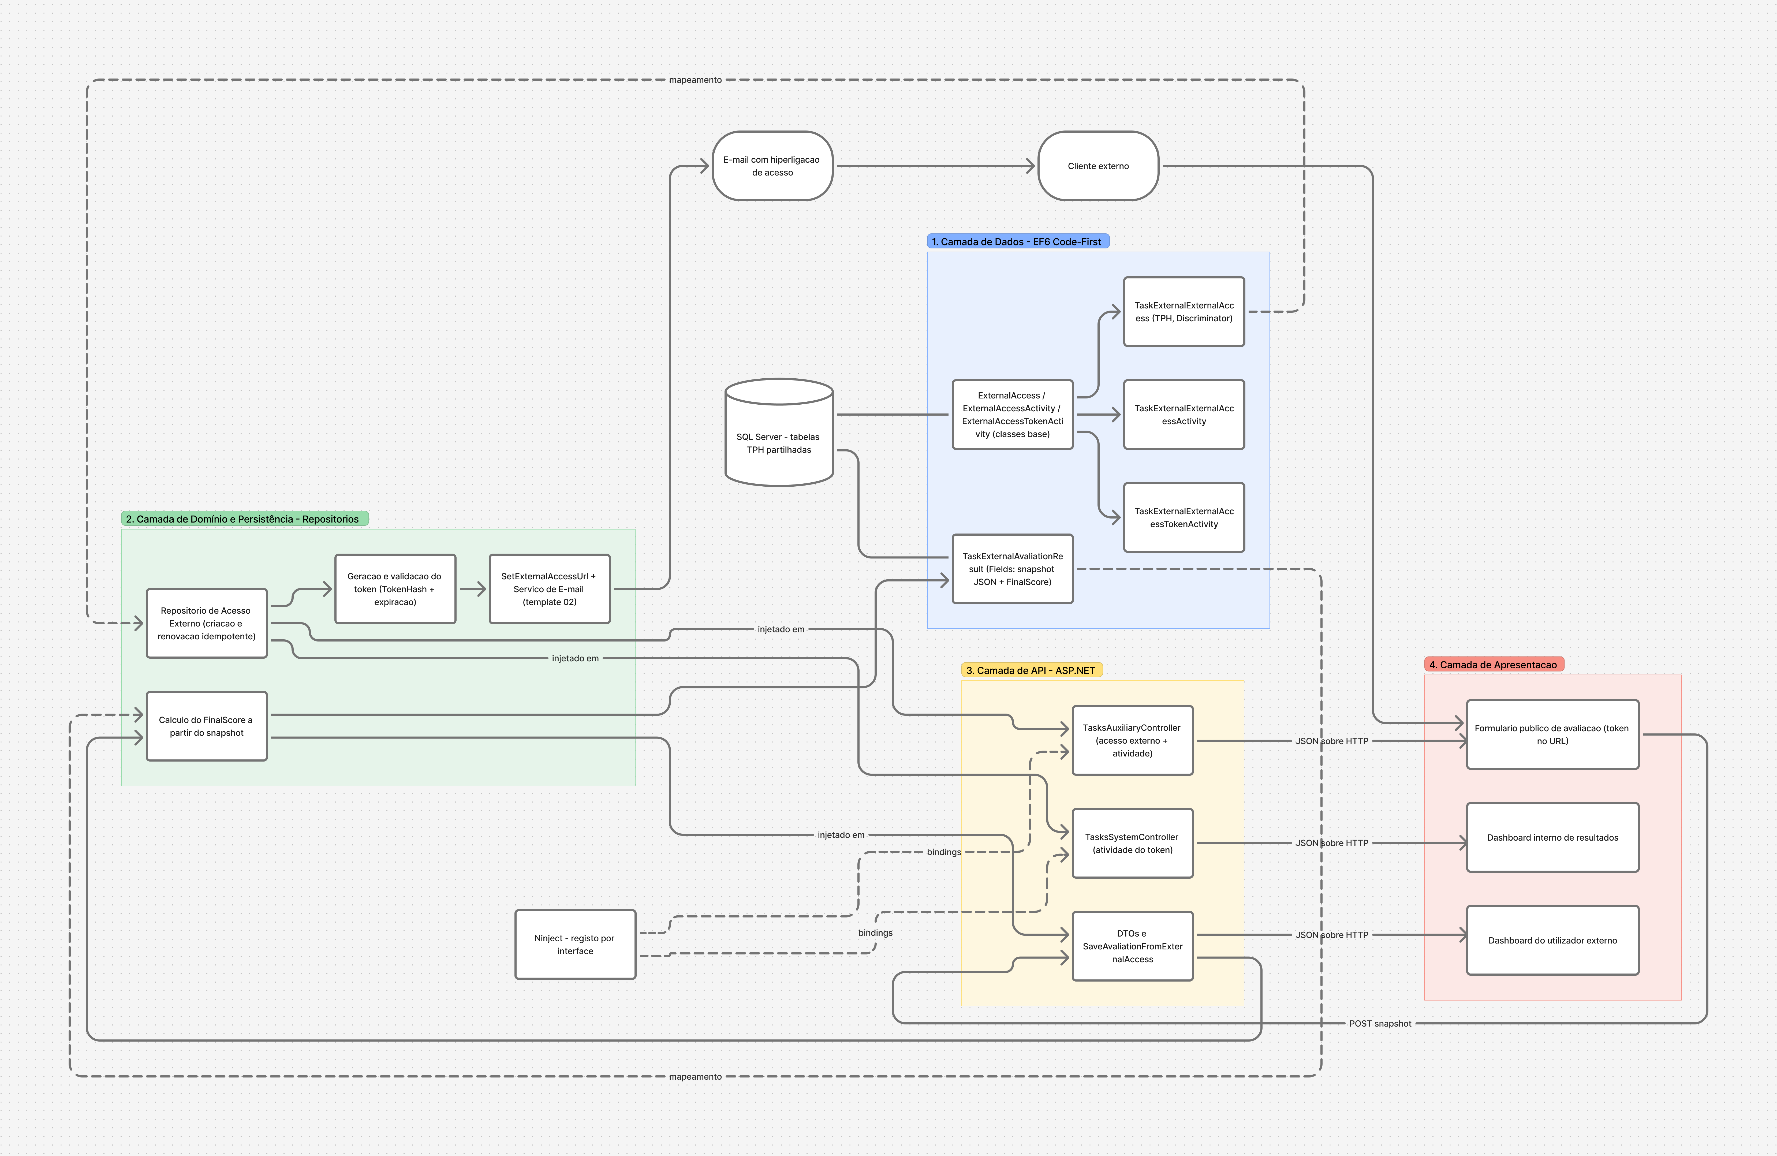 mapeamento
E-mail com hiperligacao
de acesso
Cliente externo
1. Camada de Dados - EF6 Code-First
TaskExternalExternalAcc
ess (TPH, Discriminator)
ExternalAccess /
ExternalAccessActivity /
ExternalAccessTokenActi
vity (classes base)
TaskExternalExternalAcc
essActivity
SQL Server - tabelas
TPH partilhadas
TaskExternalExternalAcc
essTokenActivity
TaskExternalAvaliationRe
sult (Fields: snapshot
JSON + FinalScore)
2. Camada de Domínio e Persistência - Repositorios
Geracao e validacao do
token (TokenHash +
expiracao)
SetExternalAccessUrl +
Servico de E-mail
(template 02)
Repositorio de Acesso
Externo (criacao e
renovacao idempotente)
injetado em
injetado em
Calculo do FinalScore a
partir do snapshot
3. Camada de API - ASP.NET
TasksAuxiliaryController
(acesso externo +
atividade)
JSON sobre HTTP
TasksSystemController
(atividade do token)
JSON sobre HTTP
injetado em
bindings
bindings
Ninject - registo por
interface
DTOs e
SaveAvaliationFromExter
nalAccess
JSON sobre HTTP
4. Camada de Apresentacao
Formulario publico de avaliacao (token
no URL)
Dashboard interno de resultados
Dashboard do utilizador externo
POST snapshot
mapeamento